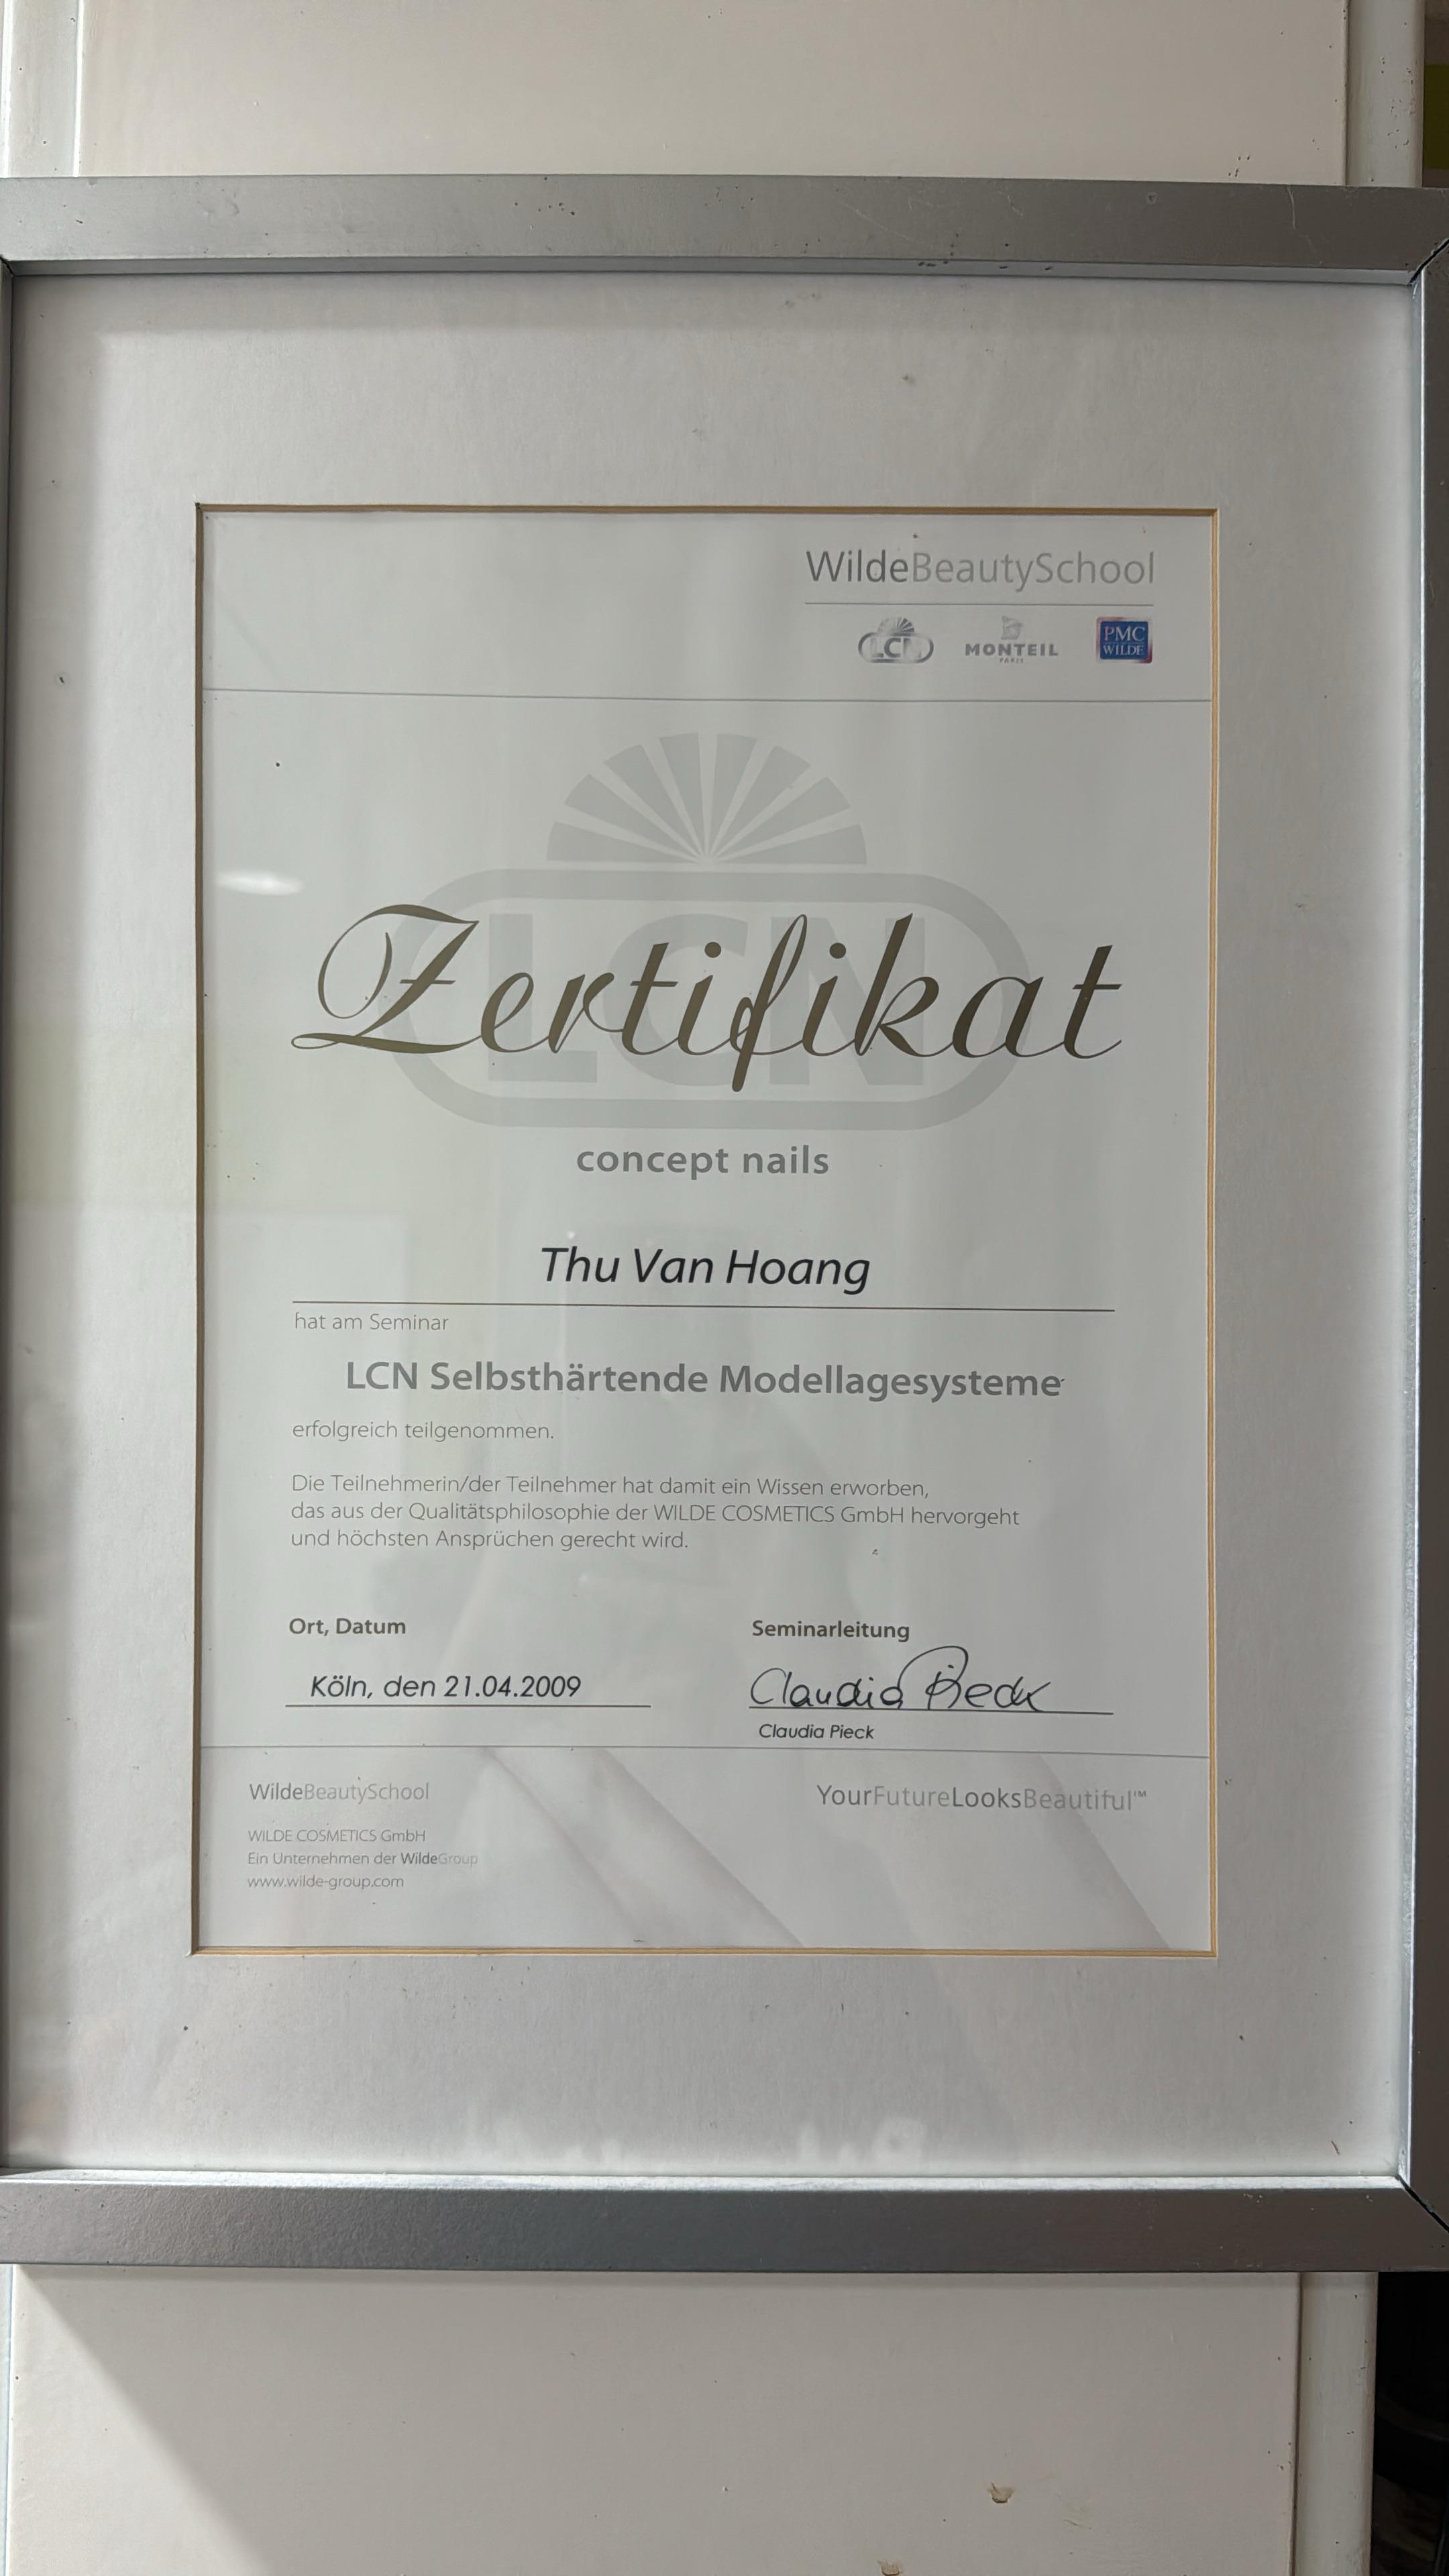 WildeBeautySchool
LCN
MONTEIL
PARIS
PMC
WILDE
LCN
Zertifikat
concept nails
Thu Van Hoang
hat am Seminar
LCN Selbsthärtende Modellagesysteme
erfolgreich teilgenommen.
Die Teilnehmerin/der Teilnehmer hat damit ein Wissen erworben,
das aus der Qualitätsphilosophie der WILDE COSMETICS GmbH hervorgeht
und höchsten Ansprüchen gerecht wird.
Ort, Datum
Köln, den 21.04.2009
Seminarleitung
Claudia Pieck
Claudia Pieck
WildeBeautySchool
WILDE COSMETICS GmbH
Ein Unternehmen der WildeGroup
www.wilde-group.com
YourFutureLooksBeautiful™